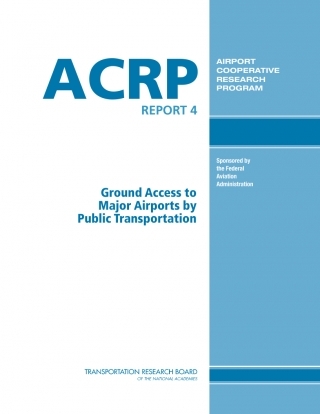 ACRP
REPORT 4
AIRPORT
COOPERATIVE
RESEARCH
PROGRAM
Sponsored by
the Federal
Aviation
Administration
Ground Access to
Major Airports by
Public Transportation
TRANSPORTATION RESEARCH BOARD
OF THE NATIONAL ACADEMIES